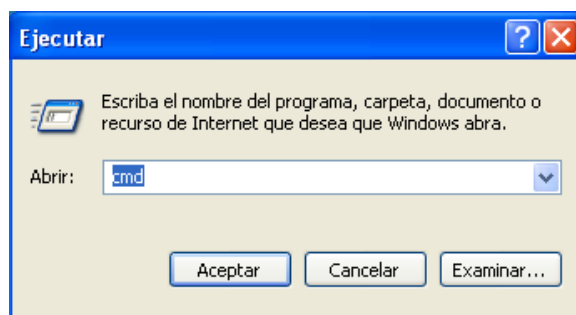 Ejecutar
Escriba el nombre del programa, carpeta, documento o
recurso de Internet que desea que Windows abra.
Abrir: cmd
Aceptar Cancelar Examinar...